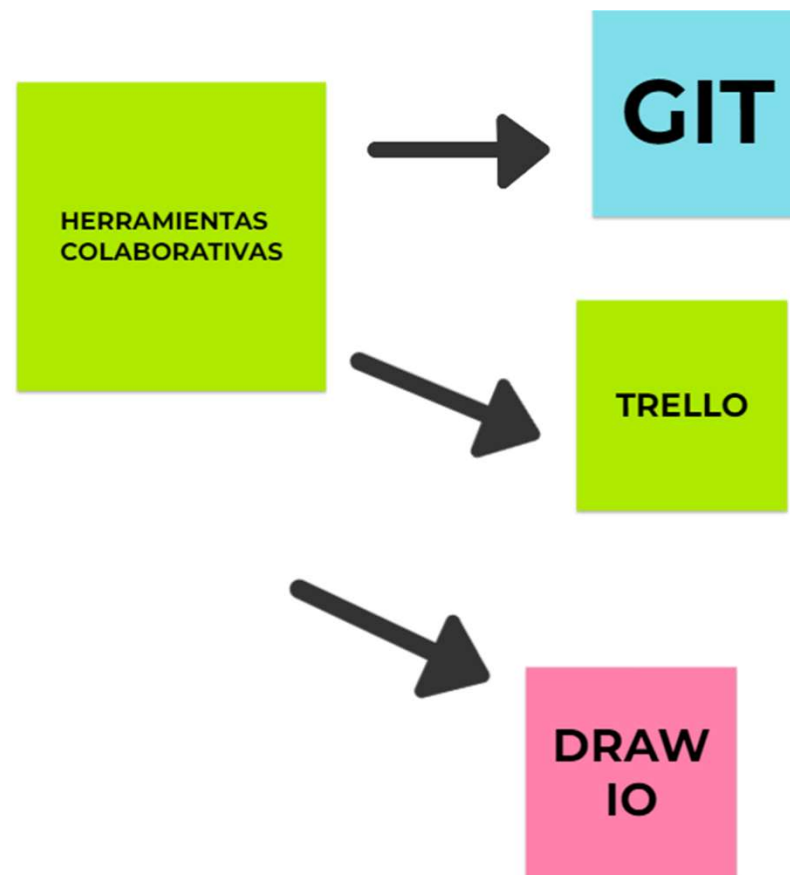 HERRAMIENTAS
COLABORATIVAS
GIT
TRELLO
DRAW
IO